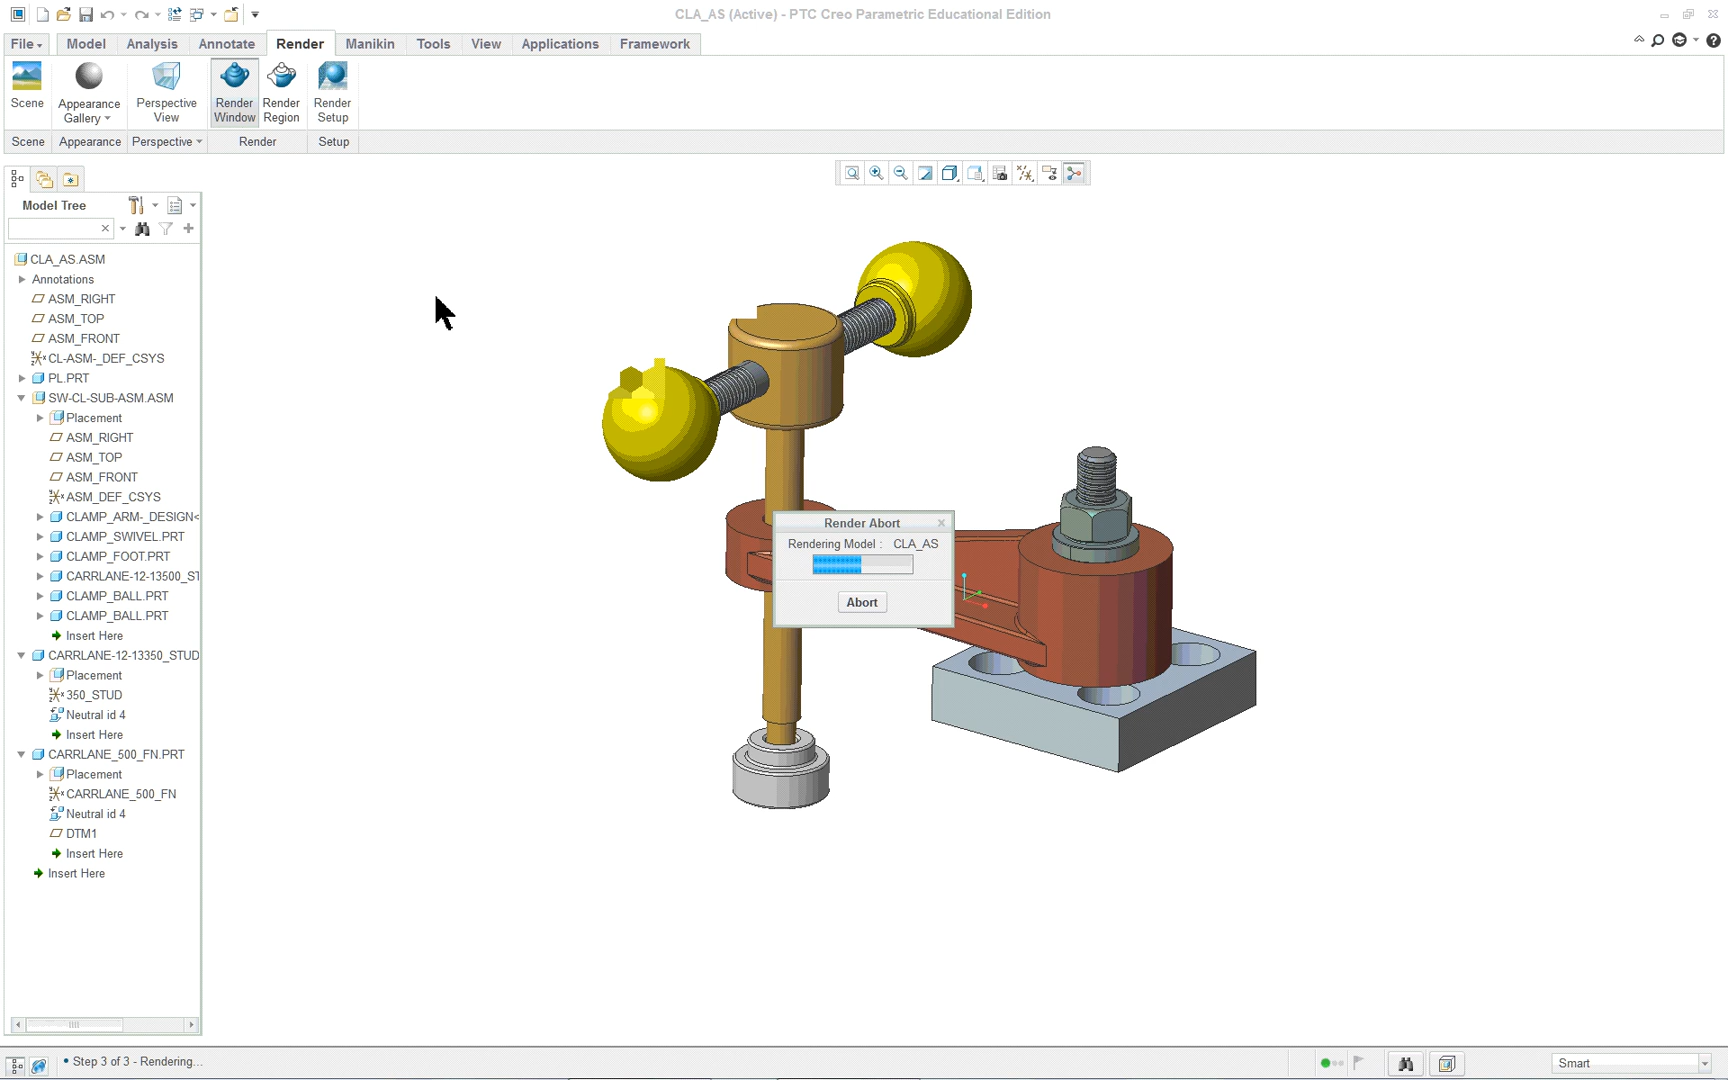 CLA_AS (Active) - PTC Creo Parametric Educational Edition
File Model Analysis Annotate Render Manikin Tools View Applications Framework
Scene
Appearance Gallery
Perspective View
Render Window
Render Region
Render Setup
Scene Appearance Perspective Render Setup
Model Tree
CLA_AS.ASM
Annotations
ASM_RIGHT
ASM_TOP
ASM_FRONT
CL-ASM-_DEF_CSYS
PL.PRT
SW-CL-SUB-ASM.ASM
Placement
ASM_RIGHT
ASM_TOP
ASM_FRONT
ASM_DEF_CSYS
CLAMP_ARM-_DESIGN<
CLAMP_SWIVEL.PRT
CLAMP_FOOT.PRT
CARRLANE-12-13500_ST
CLAMP_BALL.PRT
CLAMP_BALL.PRT
Insert Here
CARRLANE-12-13350_STUD
Placement
350_STUD
Neutral id 4
Insert Here
CARRLANE_500_FN.PRT
Placement
CARRLANE_500_FN
Neutral id 4
DTM1
Insert Here
Insert Here
Render Abort
Rendering Model : CLA_AS
Abort
• Step 3 of 3 - Rendering...
Smart